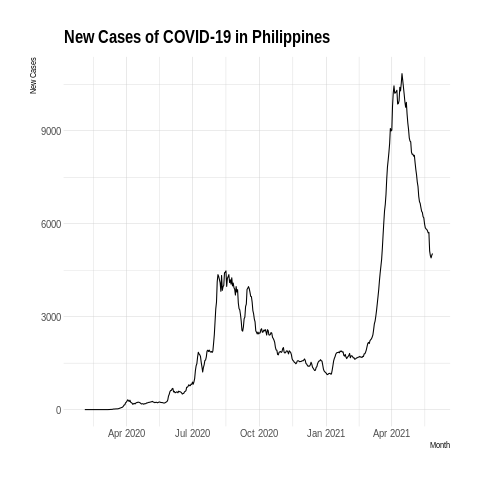 New Cases of COVID-19 in Philippines
New Cases
9000
6000
3000
0
Apr 2020 Jul 2020 Oct 2020 Jan 2021 Apr 2021
Month